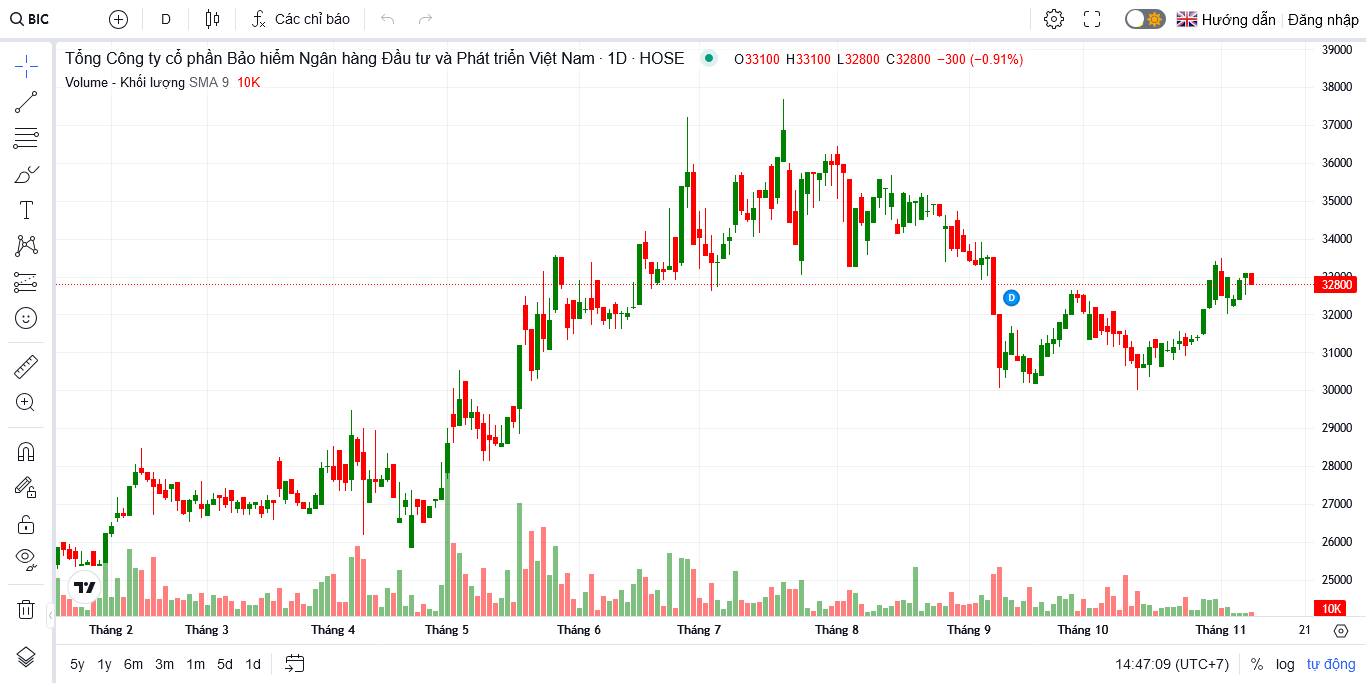 BIC D Các chỉ báo Hướng dẫn Đăng nhập
Tổng Công ty cổ phần Bảo hiểm Ngân hàng Đầu tư và Phát triển Việt Nam · 1D · HOSE O33100 H33100 L32800 C32800 −300 (−0.91%)
Volume - Khối lượng SMA 9 10K
39000
38000
37000
36000
35000
34000
33000
32800
32000
31000
30000
29000
28000
27000
26000
25000
10K
D
Tháng 2 Tháng 3 Tháng 4 Tháng 5 Tháng 6 Tháng 7 Tháng 8 Tháng 9 Tháng 10 Tháng 11 21
5y 1y 6m 3m 1m 5d 1d 14:47:09 (UTC+7) % log tự động